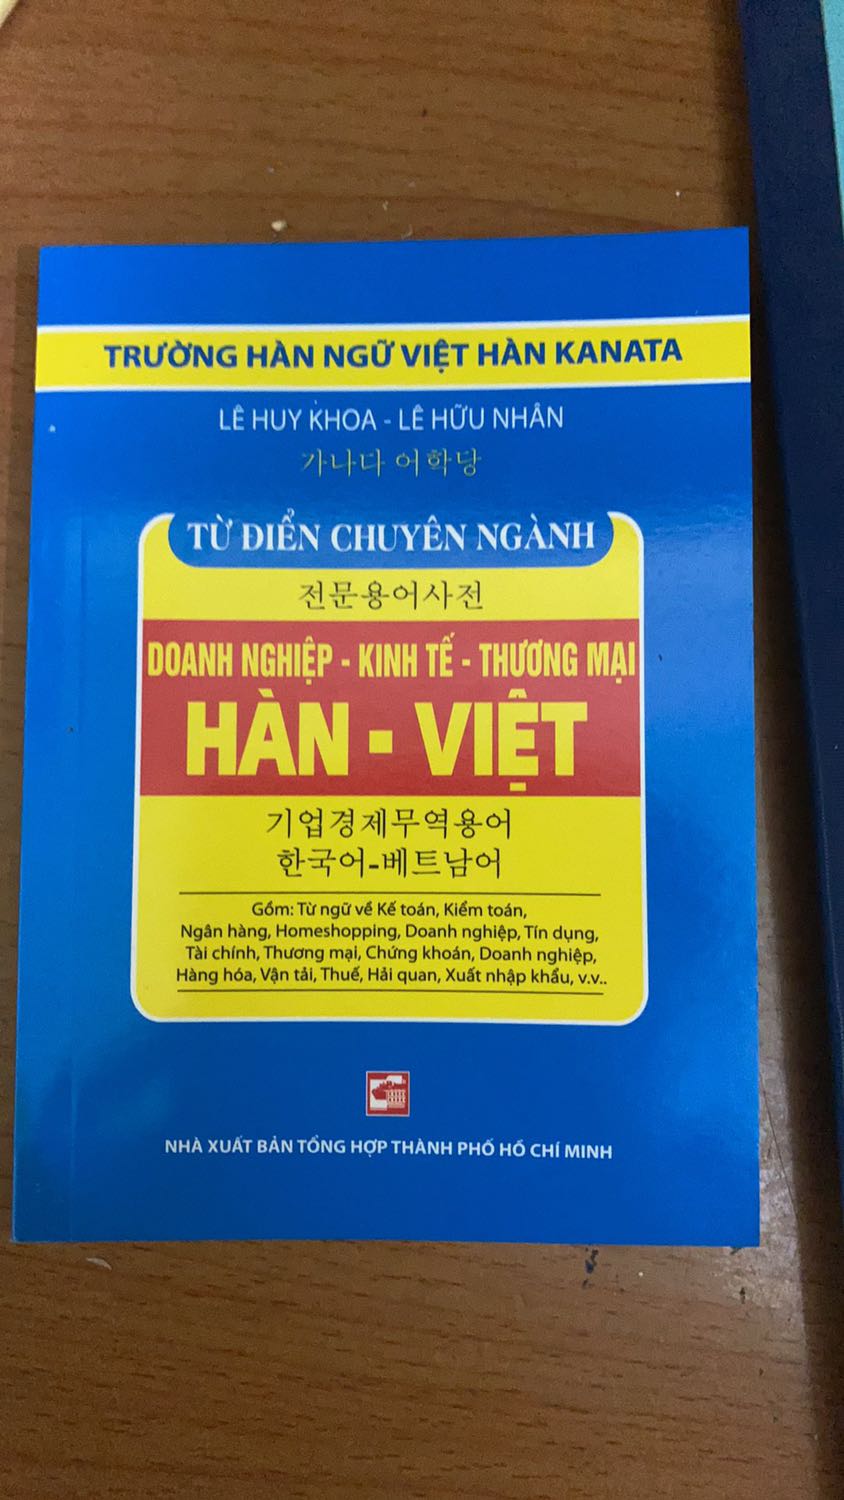 TRƯỜNG HÀN NGỮ VIỆT HÀN KANATA
LÊ HUY KHOA - LÊ HỮU NHÂN
가나다 어학당
TỪ ĐIỂN CHUYÊN NGÀNH
전문용어사전
DOANH NGHIỆP - KINH TẾ - THƯƠNG MẠI
HÀN - VIỆT
기업경제무역용어
한국어-베트남어
Gồm: Từ ngữ về Kế toán, Kiểm toán,
Ngân hàng, Homeshopping, Doanh nghiệp, Tín dụng,
Tài chính, Thương mại, Chứng khoán, Doanh nghiệp,
Hàng hóa, Vận tải, Thuế, Hải quan, Xuất nhập khẩu, v.v..
NHÀ XUẤT BẢN TỔNG HỢP THÀNH PHỐ HỒ CHÍ MINH